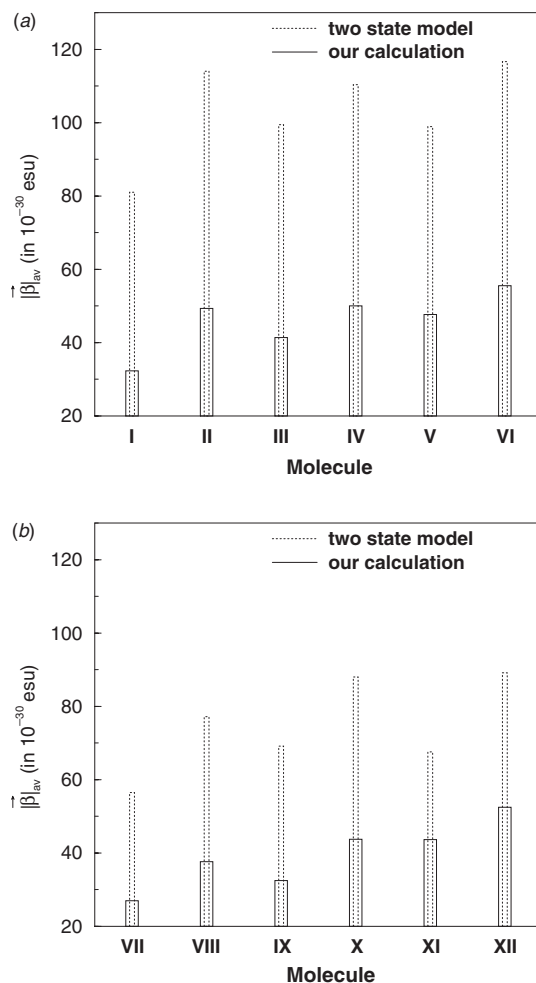 (a)
two state model
our calculation
130
120
100
80
60
40
20
|β⃗|av (in 10⁻³⁰ esu)
I II III IV V VI
Molecule
(b)
two state model
our calculation
120
100
80
60
40
20
|β⃗|av (in 10⁻³⁰ esu)
VII VIII IX X XI XII
Molecule